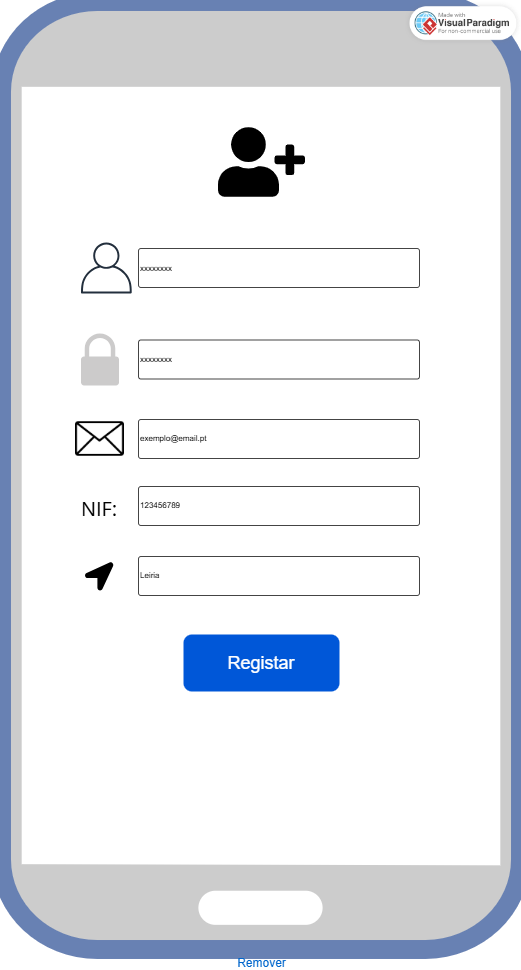 Made with
Visual Paradigm
For non-commercial use
xxxxxxxx
xxxxxxxx
exemplo@email.pt
NIF:
123456789
Leiria
Registar
Remover